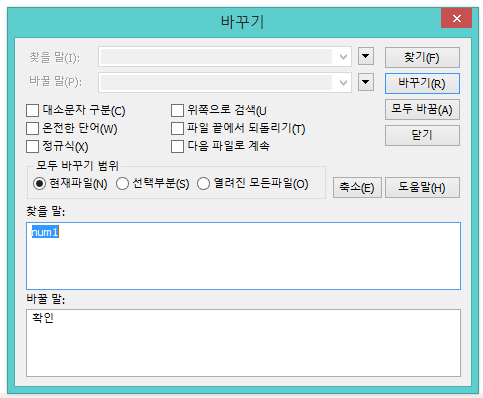 바꾸기
찾을 말(I): 찾기(F)
바꿀 말(P): 바꾸기(R)
대소문자 구분(C) 위쪽으로 검색(U 모두 바꿈(A)
온전한 단어(W) 파일 끝에서 되돌리기(T) 닫기
정규식(X) 다음 파일로 계속
모두 바꾸기 범위
현재파일(N) 선택부분(S) 열려진 모든파일(O) 축소(E) 도움말(H)
찾을 말:
num1
바꿀 말:
확인